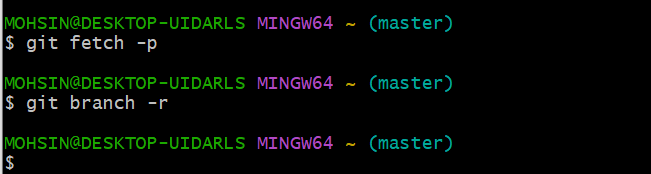 MOHSIN@DESKTOP-UIDARLS MINGW64 ~ (master)
$ git fetch -p
MOHSIN@DESKTOP-UIDARLS MINGW64 ~ (master)
$ git branch -r
MOHSIN@DESKTOP-UIDARLS MINGW64 ~ (master)
$